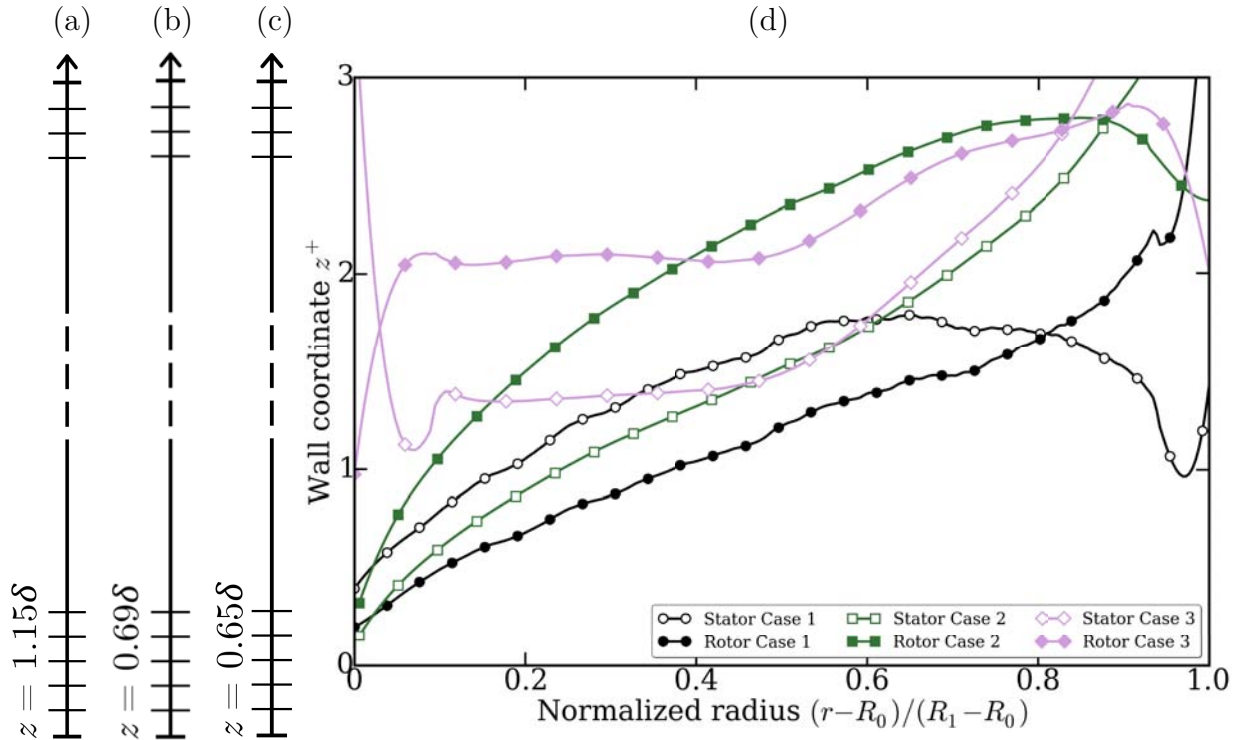 (a) (b) (c) (d)
z = 1.15δ
z = 0.69δ
z = 0.65δ
Wall coordinate z⁺
3
2
1
0
0 0.2 0.4 0.6 0.8 1.0
Normalized radius (r−R₀)/(R₁−R₀)
Stator Case 1 Stator Case 2 Stator Case 3
Rotor Case 1 Rotor Case 2 Rotor Case 3